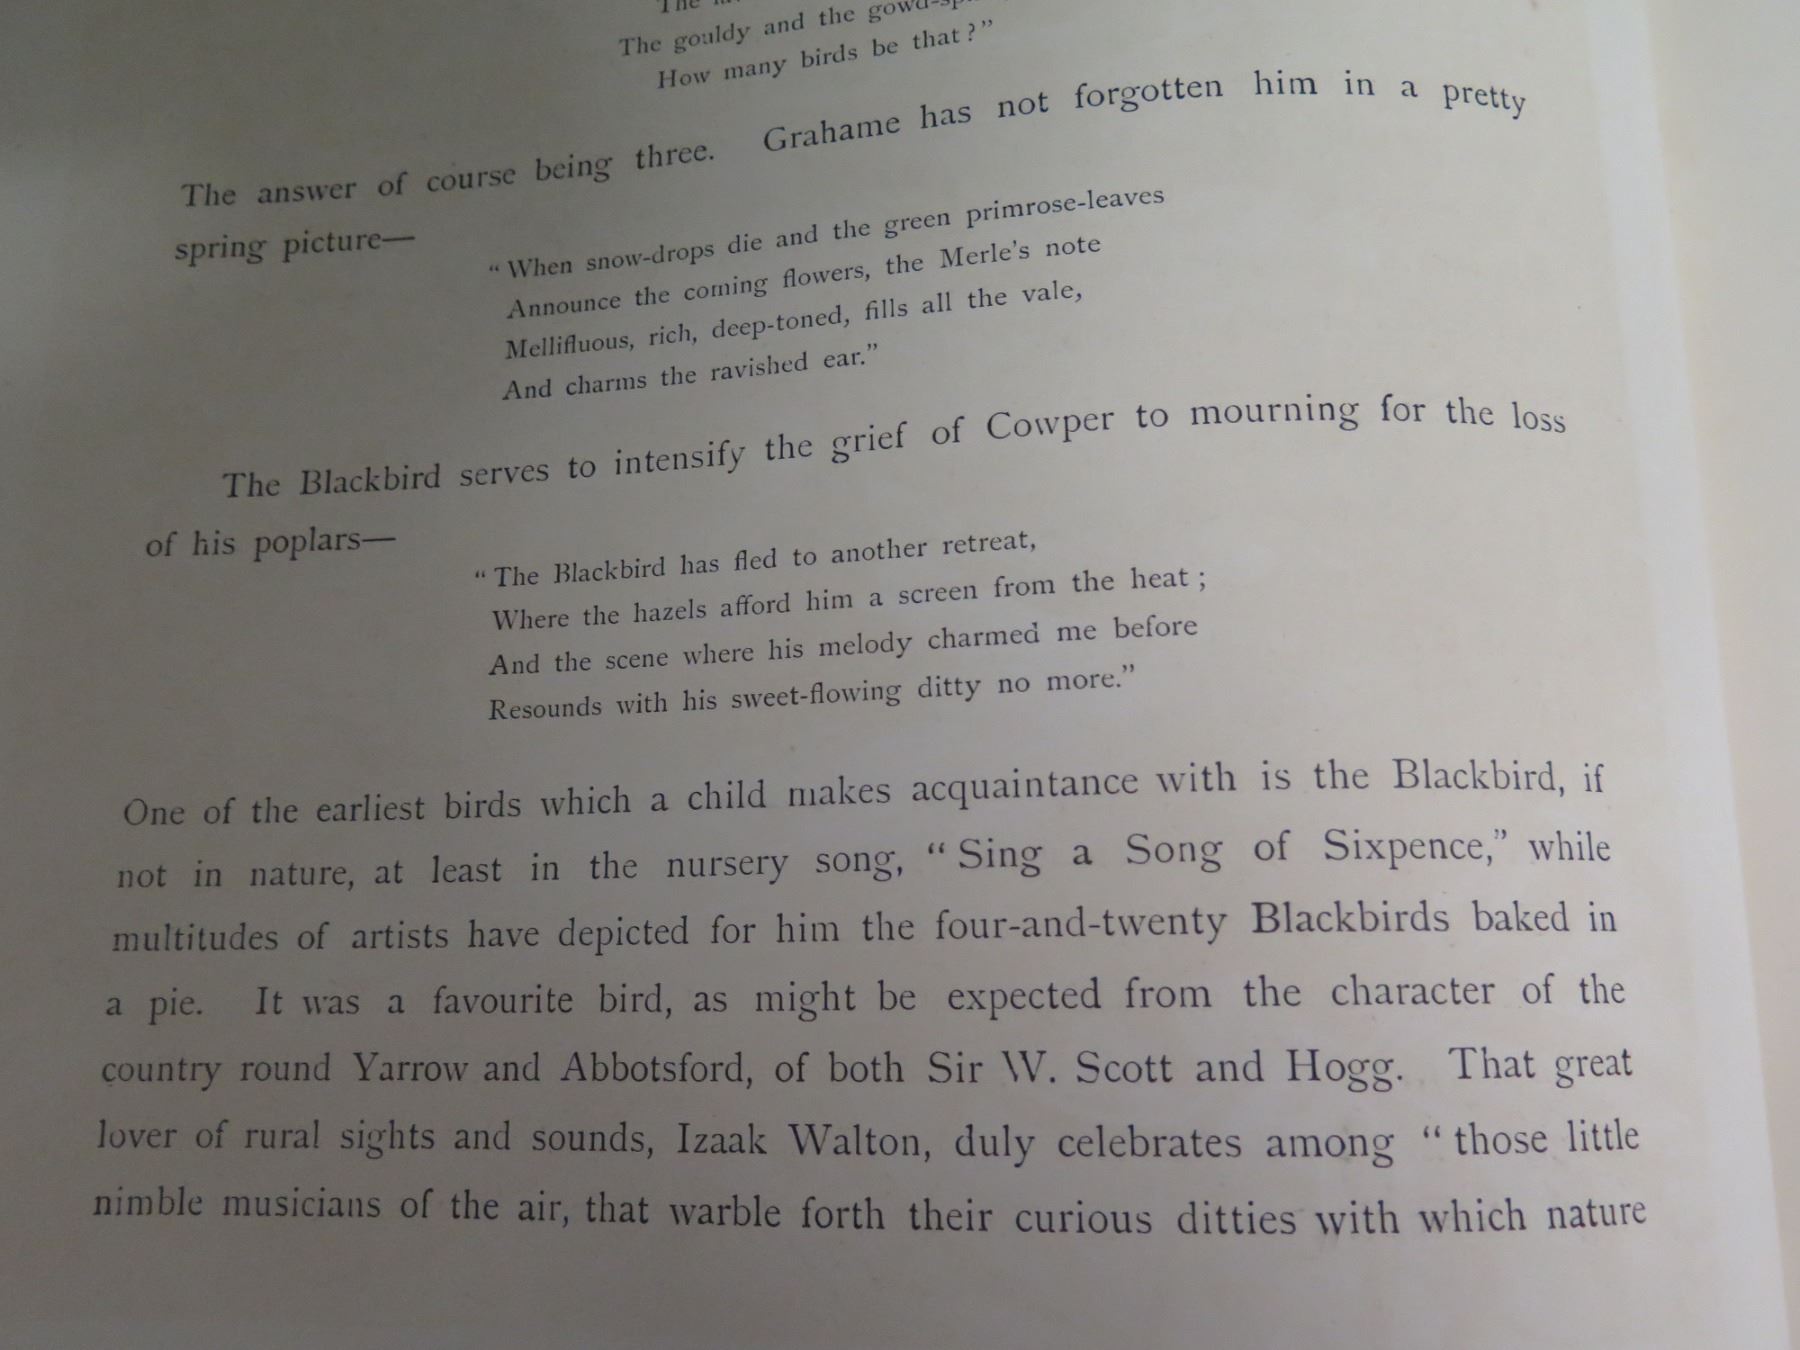 The
The gouldy and the
How many birds be that?”
The answer of course being three. Grahame has not forgotten him in a pretty
spring picture—
“When snow-drops die and the green primrose-leaves
Announce the coming flowers, the Merle’s note
Mellifluous, rich, deep-toned, fills all the vale,
And charms the ravished ear.”
The Blackbird serves to intensify the grief of Cowper to mourning for the loss
of his poplars—
“The Blackbird has fled to another retreat,
Where the hazels afford him a screen from the heat;
And the scene where his melody charmed me before
Resounds with his sweet-flowing ditty no more.”
One of the earliest birds which a child makes acquaintance with is the Blackbird, if
not in nature, at least in the nursery song, “Sing a Song of Sixpence,” while
multitudes of artists have depicted for him the four-and-twenty Blackbirds baked in
a pie. It was a favourite bird, as might be expected from the character of the
country round Yarrow and Abbotsford, of both Sir W. Scott and Hogg. That great
lover of rural sights and sounds, Izaak Walton, duly celebrates among “those little
nimble musicians of the air, that warble forth their curious ditties with which nature